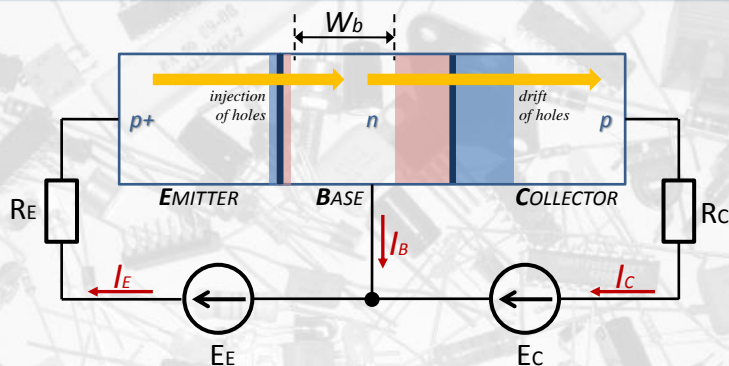 Wb
injection
of holes
drift
of holes
p+
n
p
EMITTER
BASE
COLLECTOR
RE
RC
IB
IE
IC
EE
EC